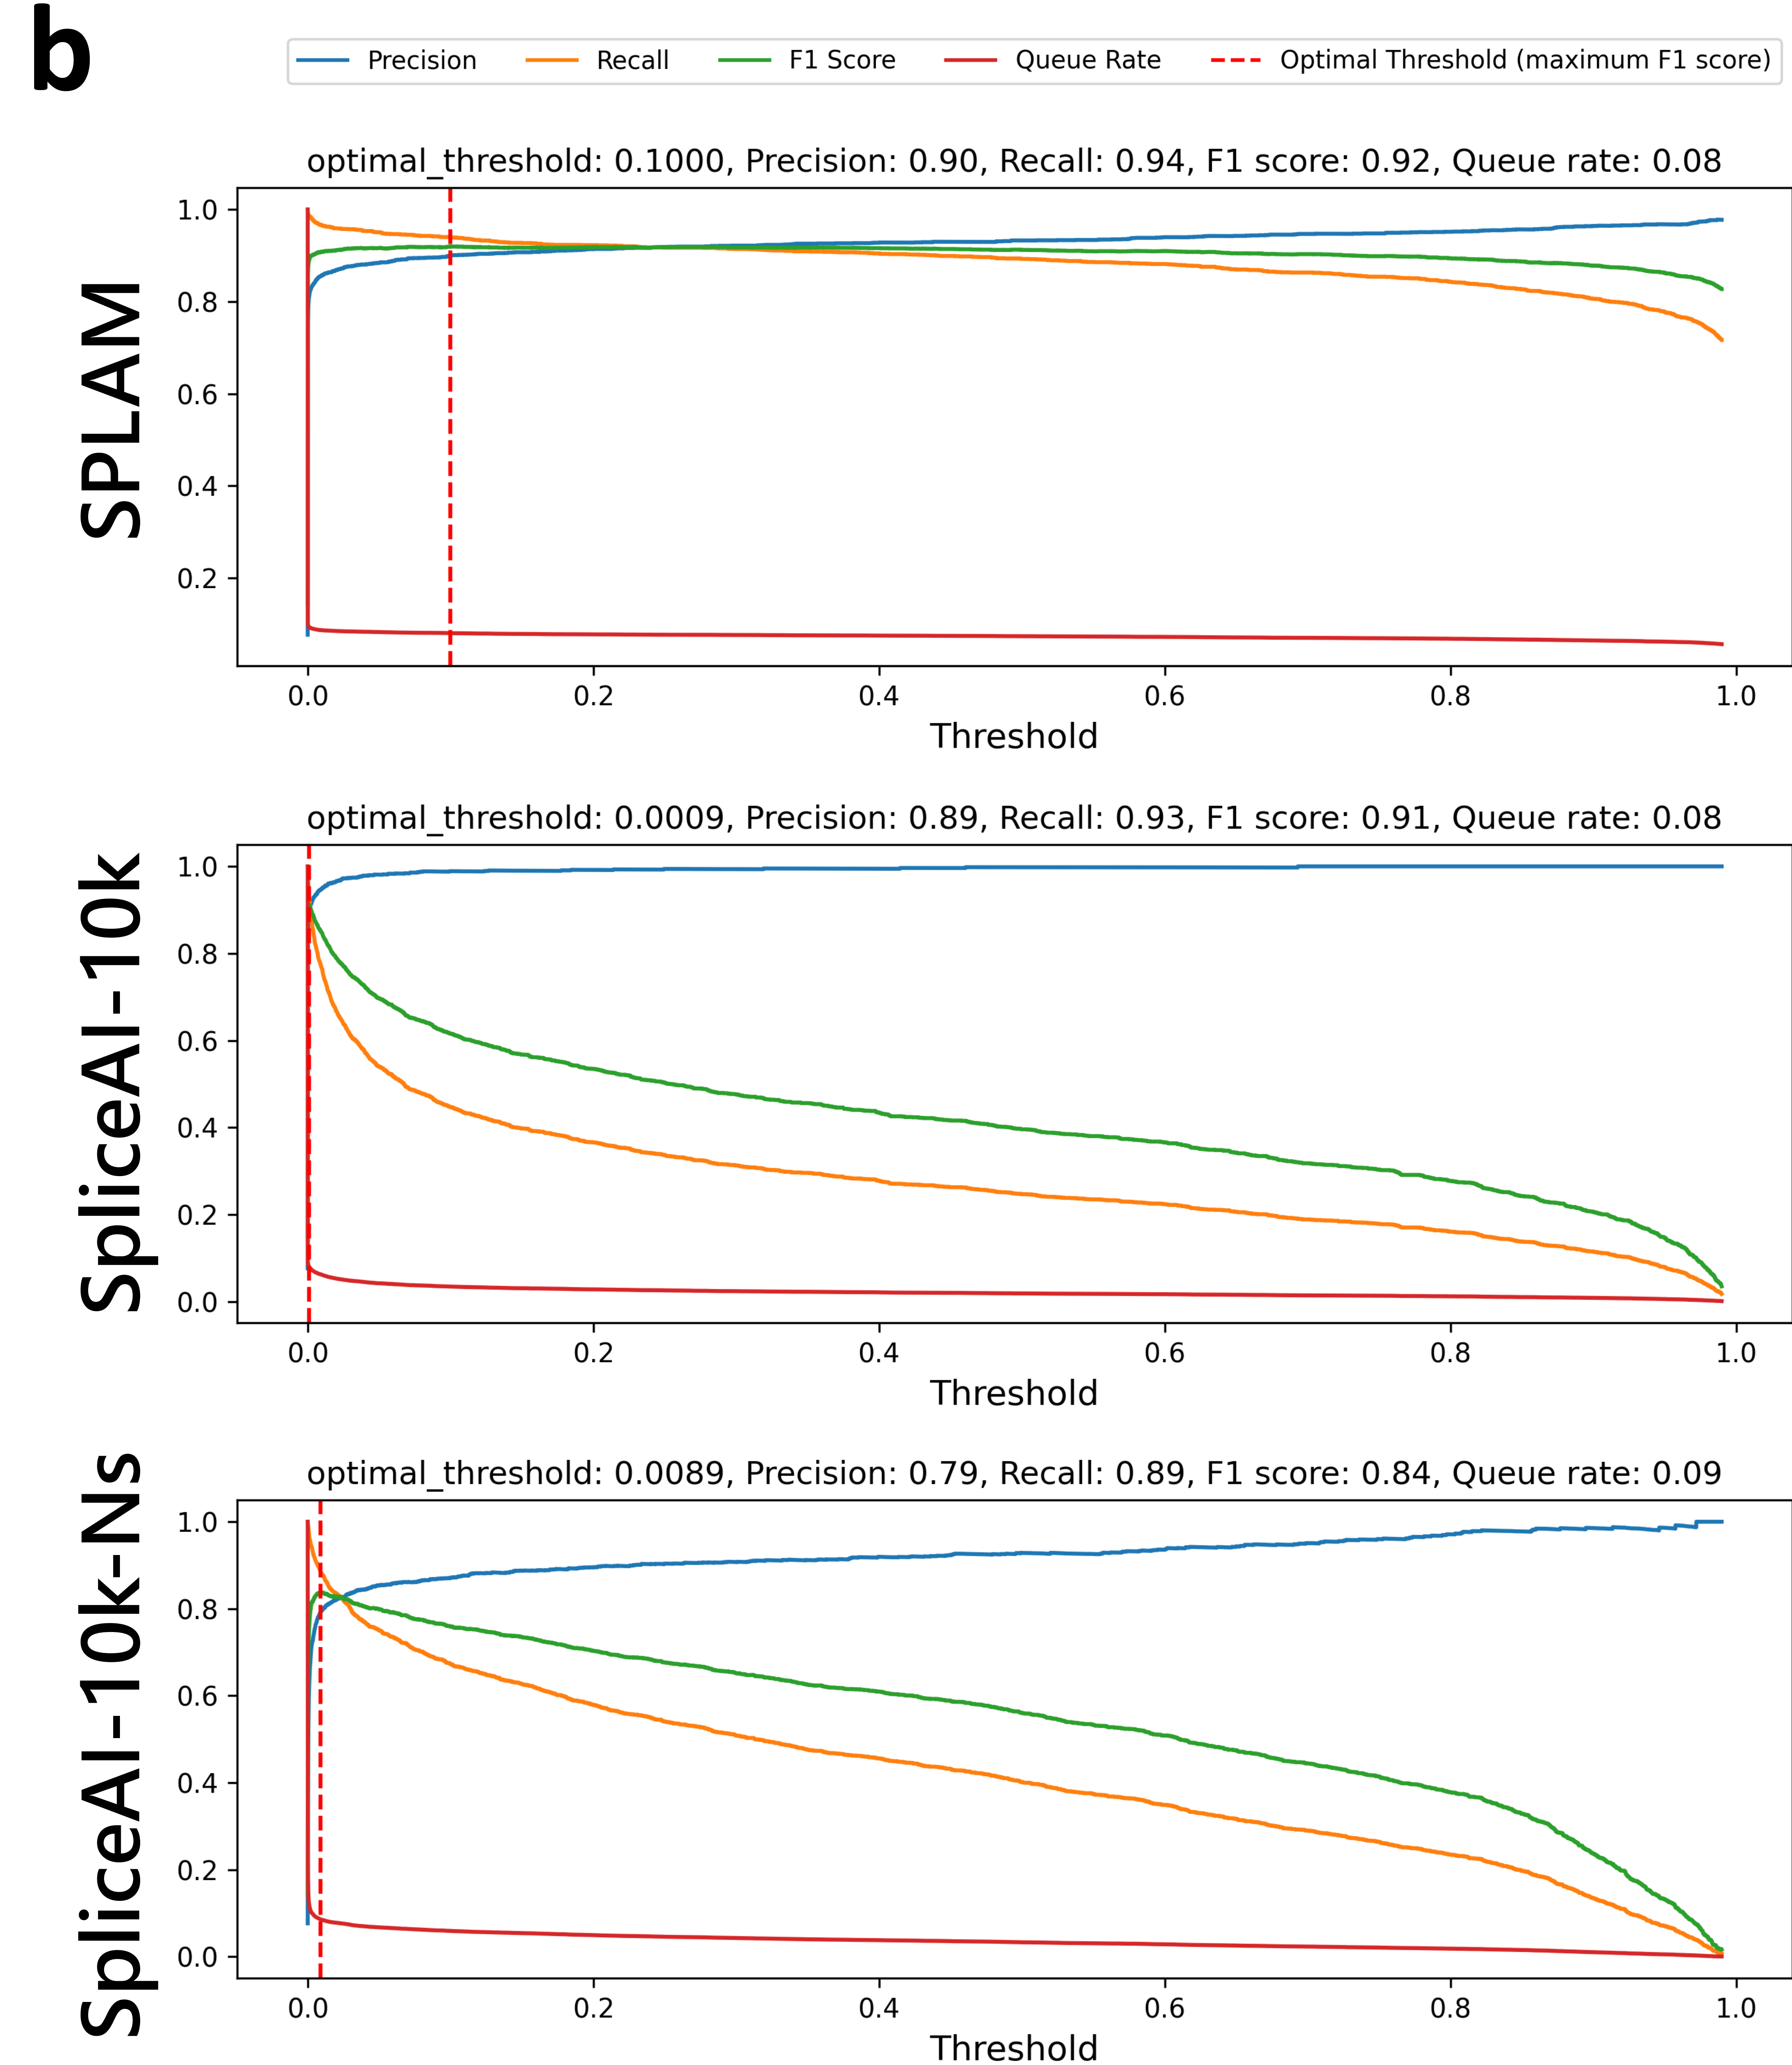 b
Precision Recall F1 Score Queue Rate Optimal Threshold (maximum F1 score)
SPLAM
optimal_threshold: 0.1000, Precision: 0.90, Recall: 0.94, F1 score: 0.92, Queue rate: 0.08
1.0
0.8
0.6
0.4
0.2
0.0 0.2 0.4 0.6 0.8 1.0
Threshold
SpliceAI-10k
optimal_threshold: 0.0009, Precision: 0.89, Recall: 0.93, F1 score: 0.91, Queue rate: 0.08
1.0
0.8
0.6
0.4
0.2
0.0
0.0 0.2 0.4 0.6 0.8 1.0
Threshold
SpliceAI-10k-Ns
optimal_threshold: 0.0089, Precision: 0.79, Recall: 0.89, F1 score: 0.84, Queue rate: 0.09
1.0
0.8
0.6
0.4
0.2
0.0
0.0 0.2 0.4 0.6 0.8 1.0
Threshold